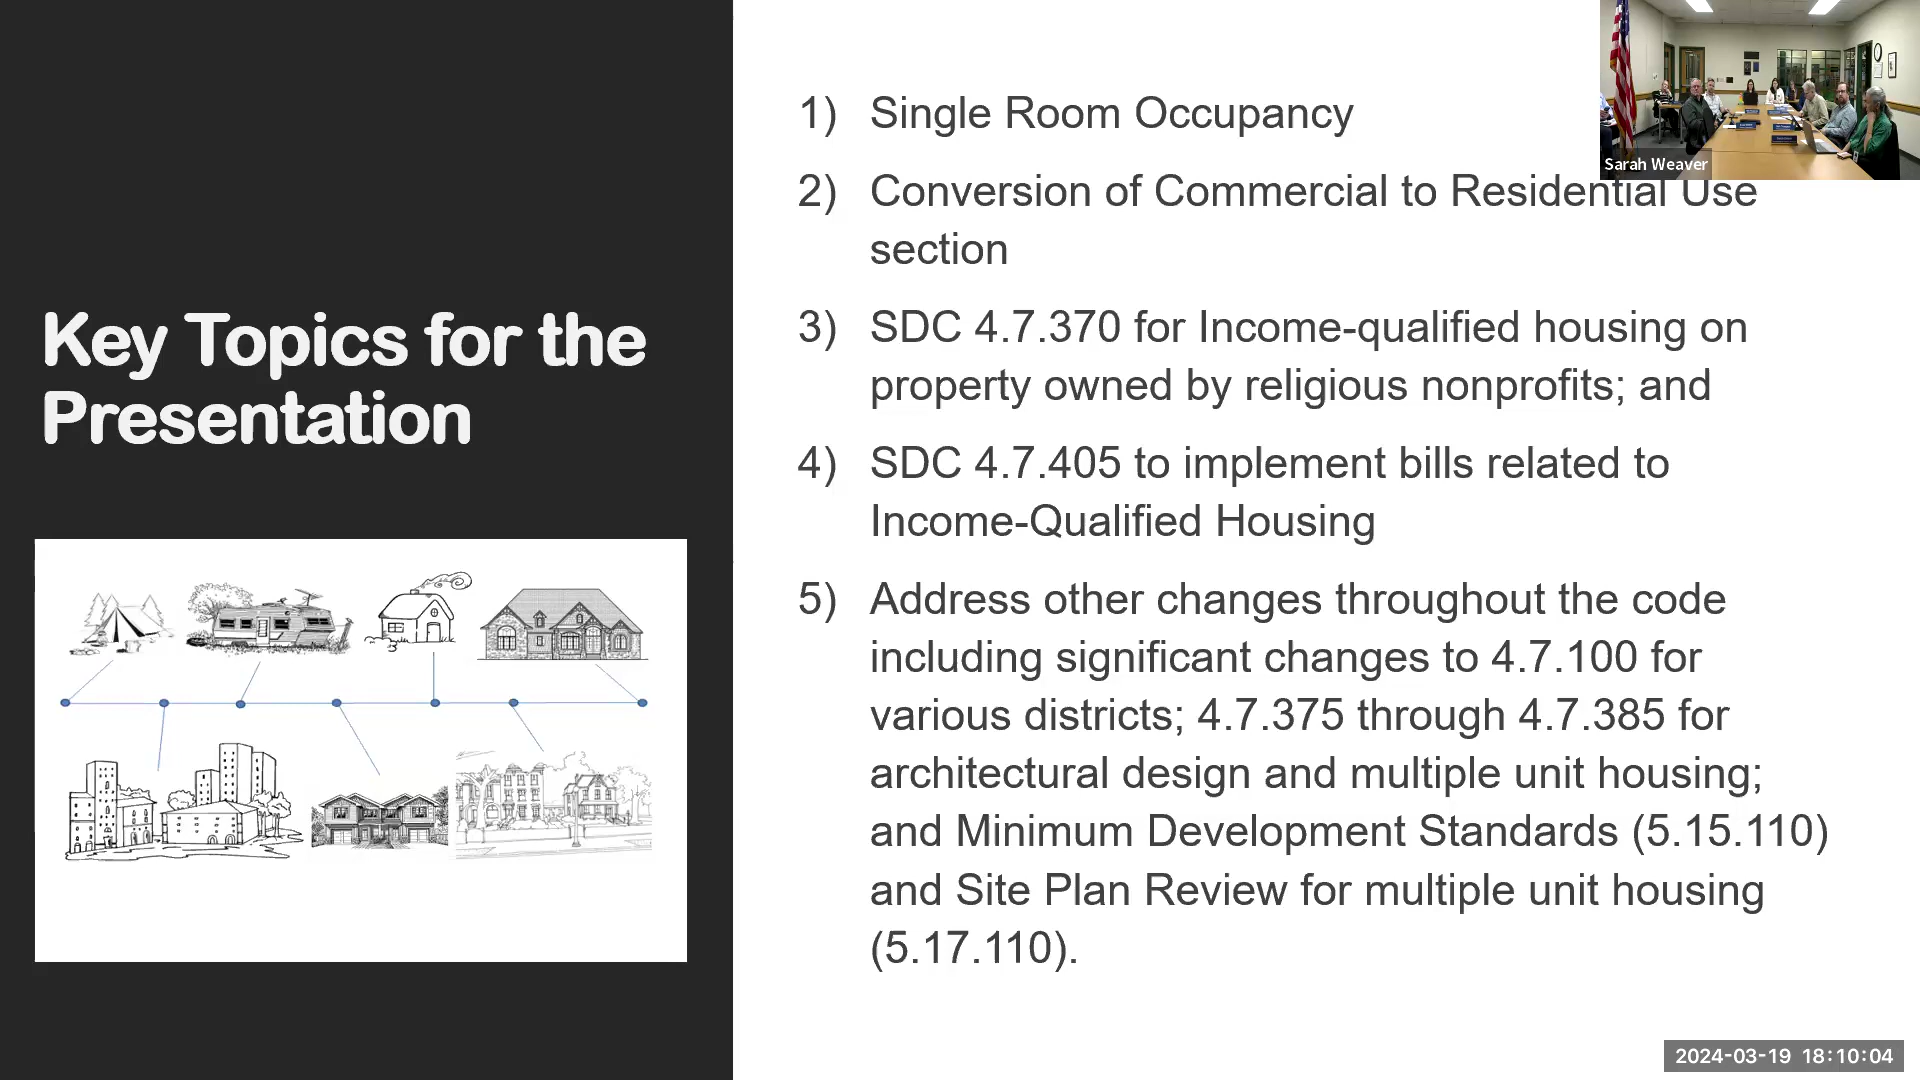 Key Topics for the
Presentation
1) Single Room Occupancy
2) Conversion of Commercial to Residential Use
section
3) SDC 4.7.370 for Income-qualified housing on
property owned by religious nonprofits; and
4) SDC 4.7.405 to implement bills related to
Income-Qualified Housing
5) Address other changes throughout the code
including significant changes to 4.7.100 for
various districts; 4.7.375 through 4.7.385 for
architectural design and multiple unit housing;
and Minimum Development Standards (5.15.110)
and Site Plan Review for multiple unit housing
(5.17.110).
Sarah Weaver
2024-03-19 18:10:04